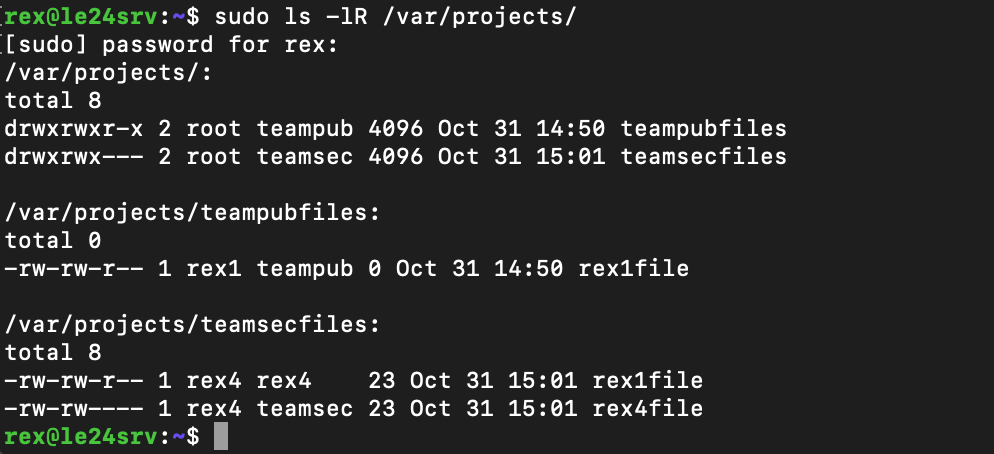 rex@le24srv:~$ sudo ls -lR /var/projects/
[sudo] password for rex:
/var/projects/:
total 8
drwxrwxr-x 2 root teampub 4096 Oct 31 14:50 teampubfiles
drwxrwx--- 2 root teamsec 4096 Oct 31 15:01 teamsecfiles

/var/projects/teampubfiles:
total 0
-rw-rw-r-- 1 rex1 teampub 0 Oct 31 14:50 rex1file

/var/projects/teamsecfiles:
total 8
-rw-rw-r-- 1 rex4 rex4    23 Oct 31 15:01 rex1file
-rw-rw---- 1 rex4 teamsec 23 Oct 31 15:01 rex4file
rex@le24srv:~$